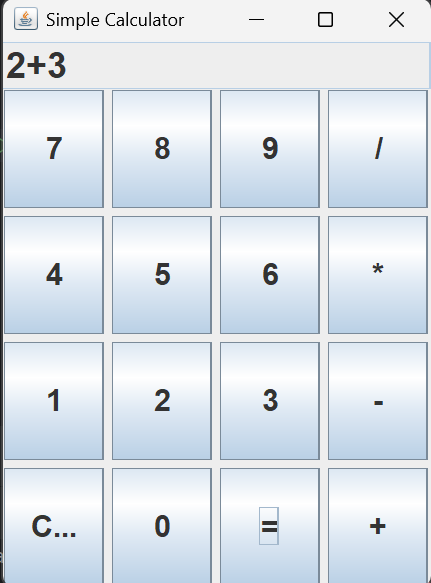 Simple Calculator
2+3
7 8 9 /
4 5 6 *
1 2 3 -
C... 0 = +